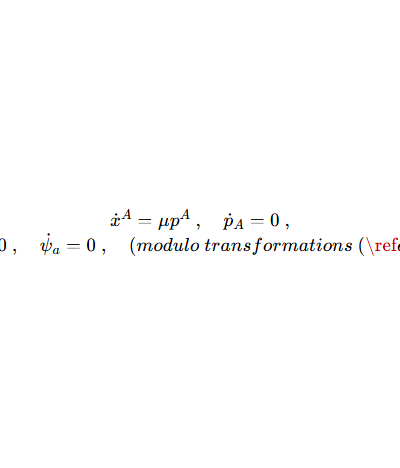 ẋ^A = μp^A , ṗ_A = 0 ,
0 , ψ̇_a = 0 , (modulo transformations (\ref